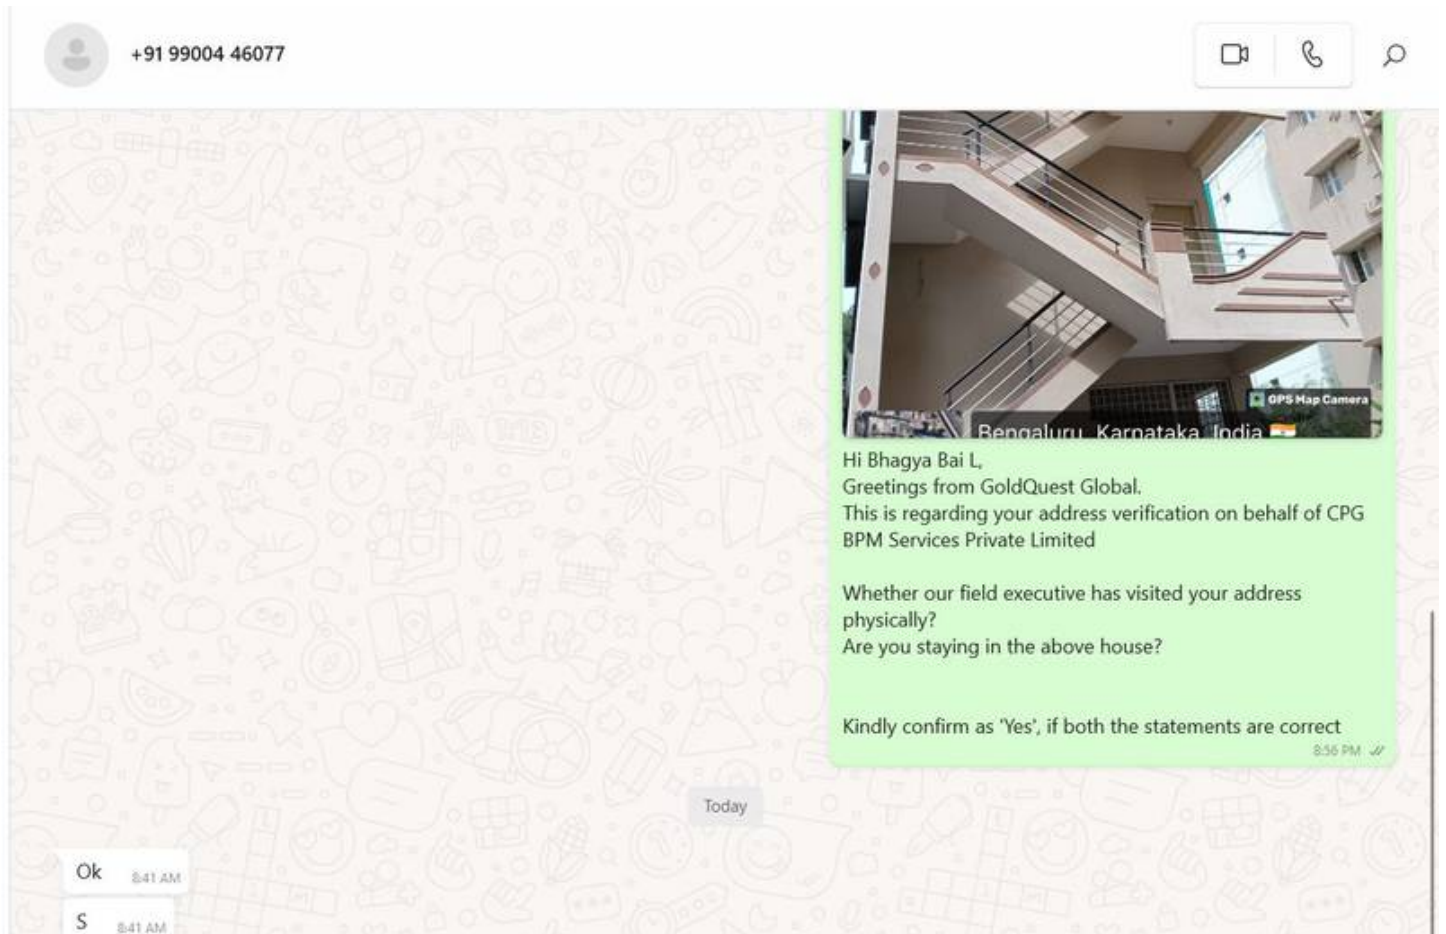 +91 99004 46077
GPS Map Camera
Bengaluru, Karnataka, India
Hi Bhagya Bai L,
Greetings from GoldQuest Global.
This is regarding your address verification on behalf of CPG
BPM Services Private Limited
Whether our field executive has visited your address
physically?
Are you staying in the above house?
Kindly confirm as 'Yes', if both the statements are correct
8:56 PM
Today
Ok 8:41 AM
S 8:41 AM